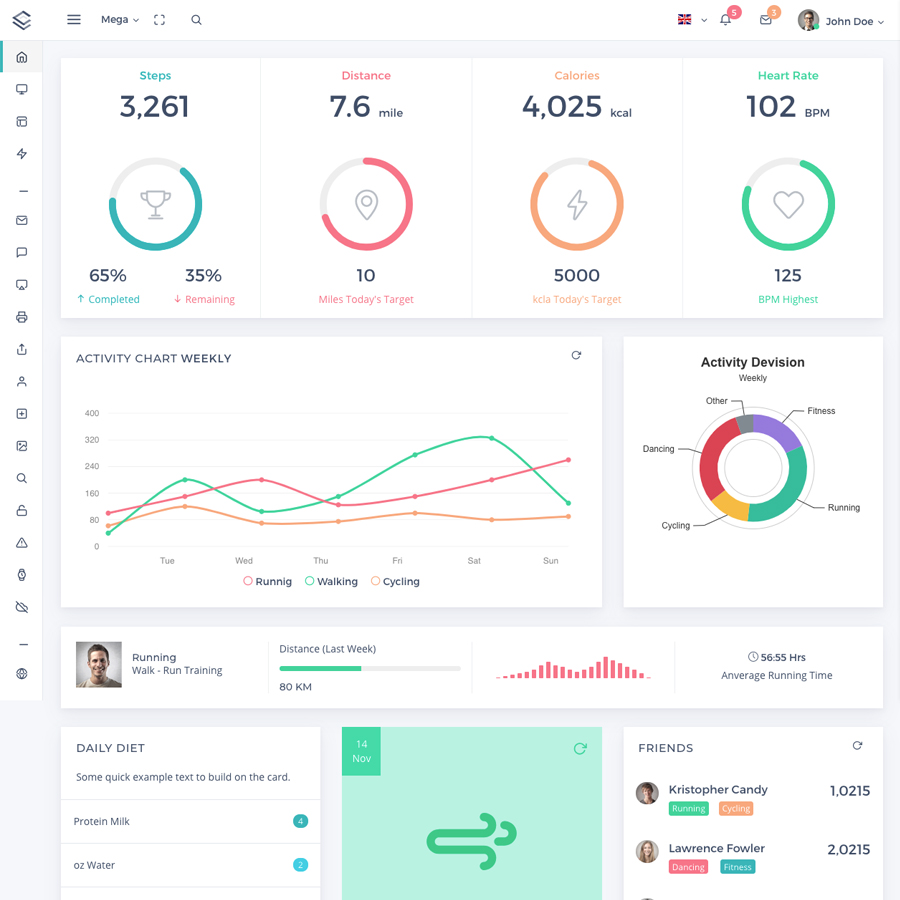 Mega
5
3
John Doe
Steps
3,261
65%
↑ Completed
35%
↓ Remaining
Distance
7.6 mile
10
Miles Today's Target
Calories
4,025 kcal
5000
kcla Today's Target
Heart Rate
102 BPM
125
BPM Highest
ACTIVITY CHART WEEKLY
400
320
240
160
80
0
Tue Wed Thu Fri Sat Sun
Runnig Walking Cycling
Activity Devision
Weekly
Other
Fitness
Dancing
Running
Cycling
Running
Walk - Run Training
Distance (Last Week)
80 KM
56:55 Hrs
Anverage Running Time
DAILY DIET
Some quick example text to build on the card.
Protein Milk 4
oz Water 2
14
Nov
FRIENDS
Kristopher Candy 1,0215
Running Cycling
Lawrence Fowler 2,0215
Dancing Fitness